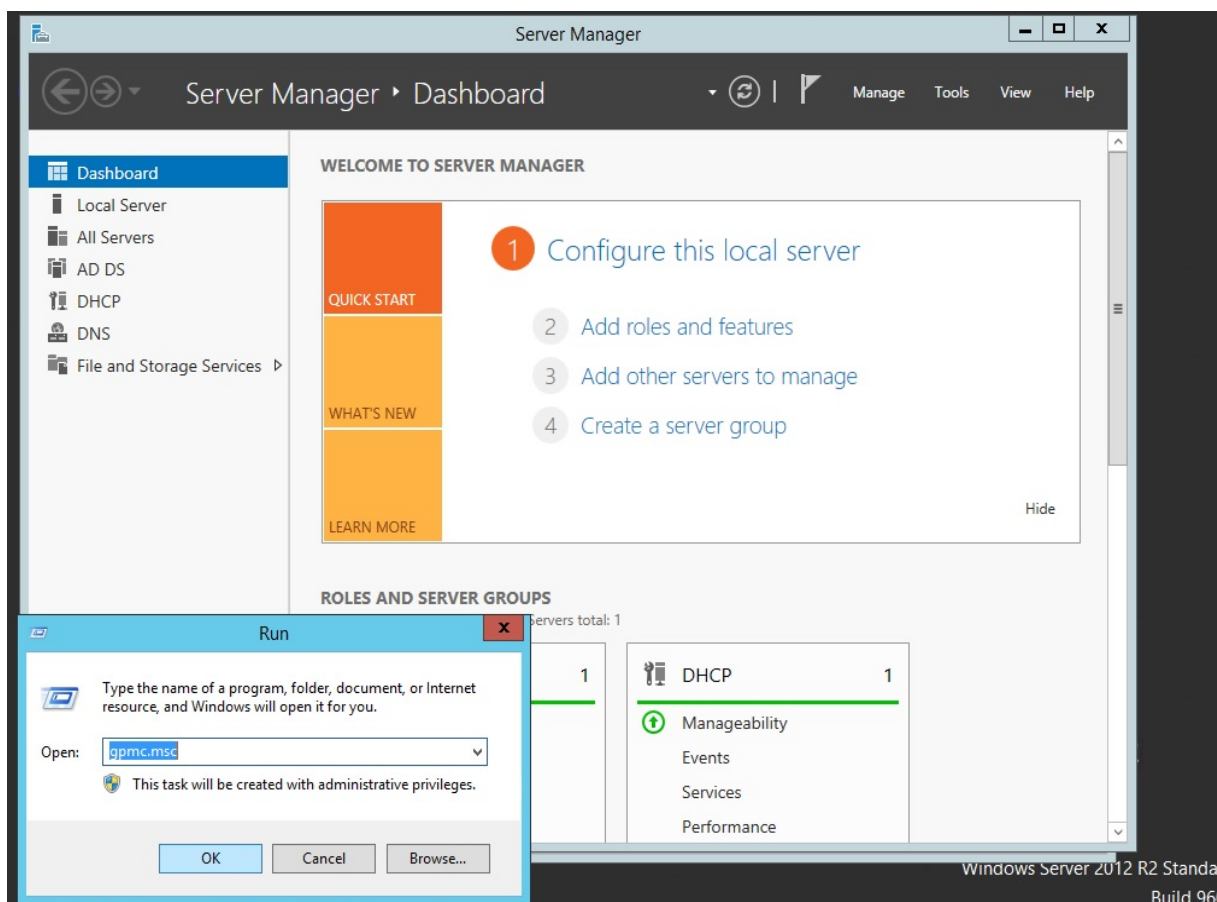 Server Manager
Server Manager ‣ Dashboard
Manage
Tools
View
Help
Dashboard
Local Server
All Servers
AD DS
DHCP
DNS
File and Storage Services
WELCOME TO SERVER MANAGER
QUICK START
WHAT'S NEW
LEARN MORE
1 Configure this local server
2 Add roles and features
3 Add other servers to manage
4 Create a server group
Hide
ROLES AND SERVER GROUPS
Servers total: 1
1
DHCP 1
Manageability
Events
Services
Performance
Run
Type the name of a program, folder, document, or Internet
resource, and Windows will open it for you.
Open: gpmc.msc
This task will be created with administrative privileges.
OK
Cancel
Browse...
Windows Server 2012 R2 Standa
Build 96